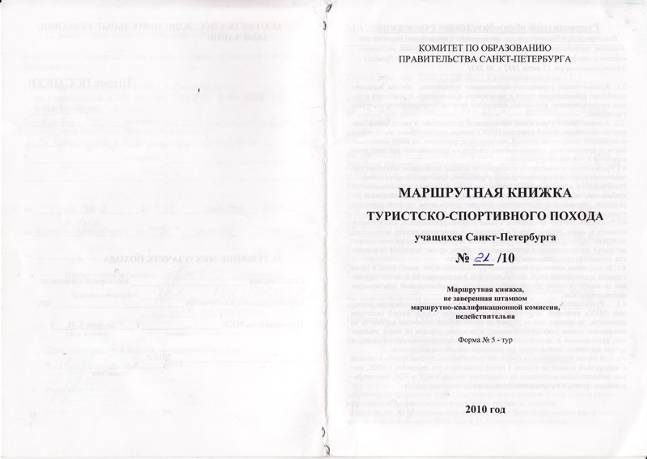 КОМИТЕТ ПО ОБРАЗОВАНИЮ
ПРАВИТЕЛЬСТВА САНКТ-ПЕТЕРБУРГА
МАРШРУТНАЯ КНИЖКА
ТУРИСТСКО-СПОРТИВНОГО ПОХОДА
учащихся Санкт-Петербурга
№ 21 /10
Маршрутная книжка,
не заверенная штампом
маршрутно-квалификационной комиссии,
недействительна
Форма № 5 - тур
2010 год